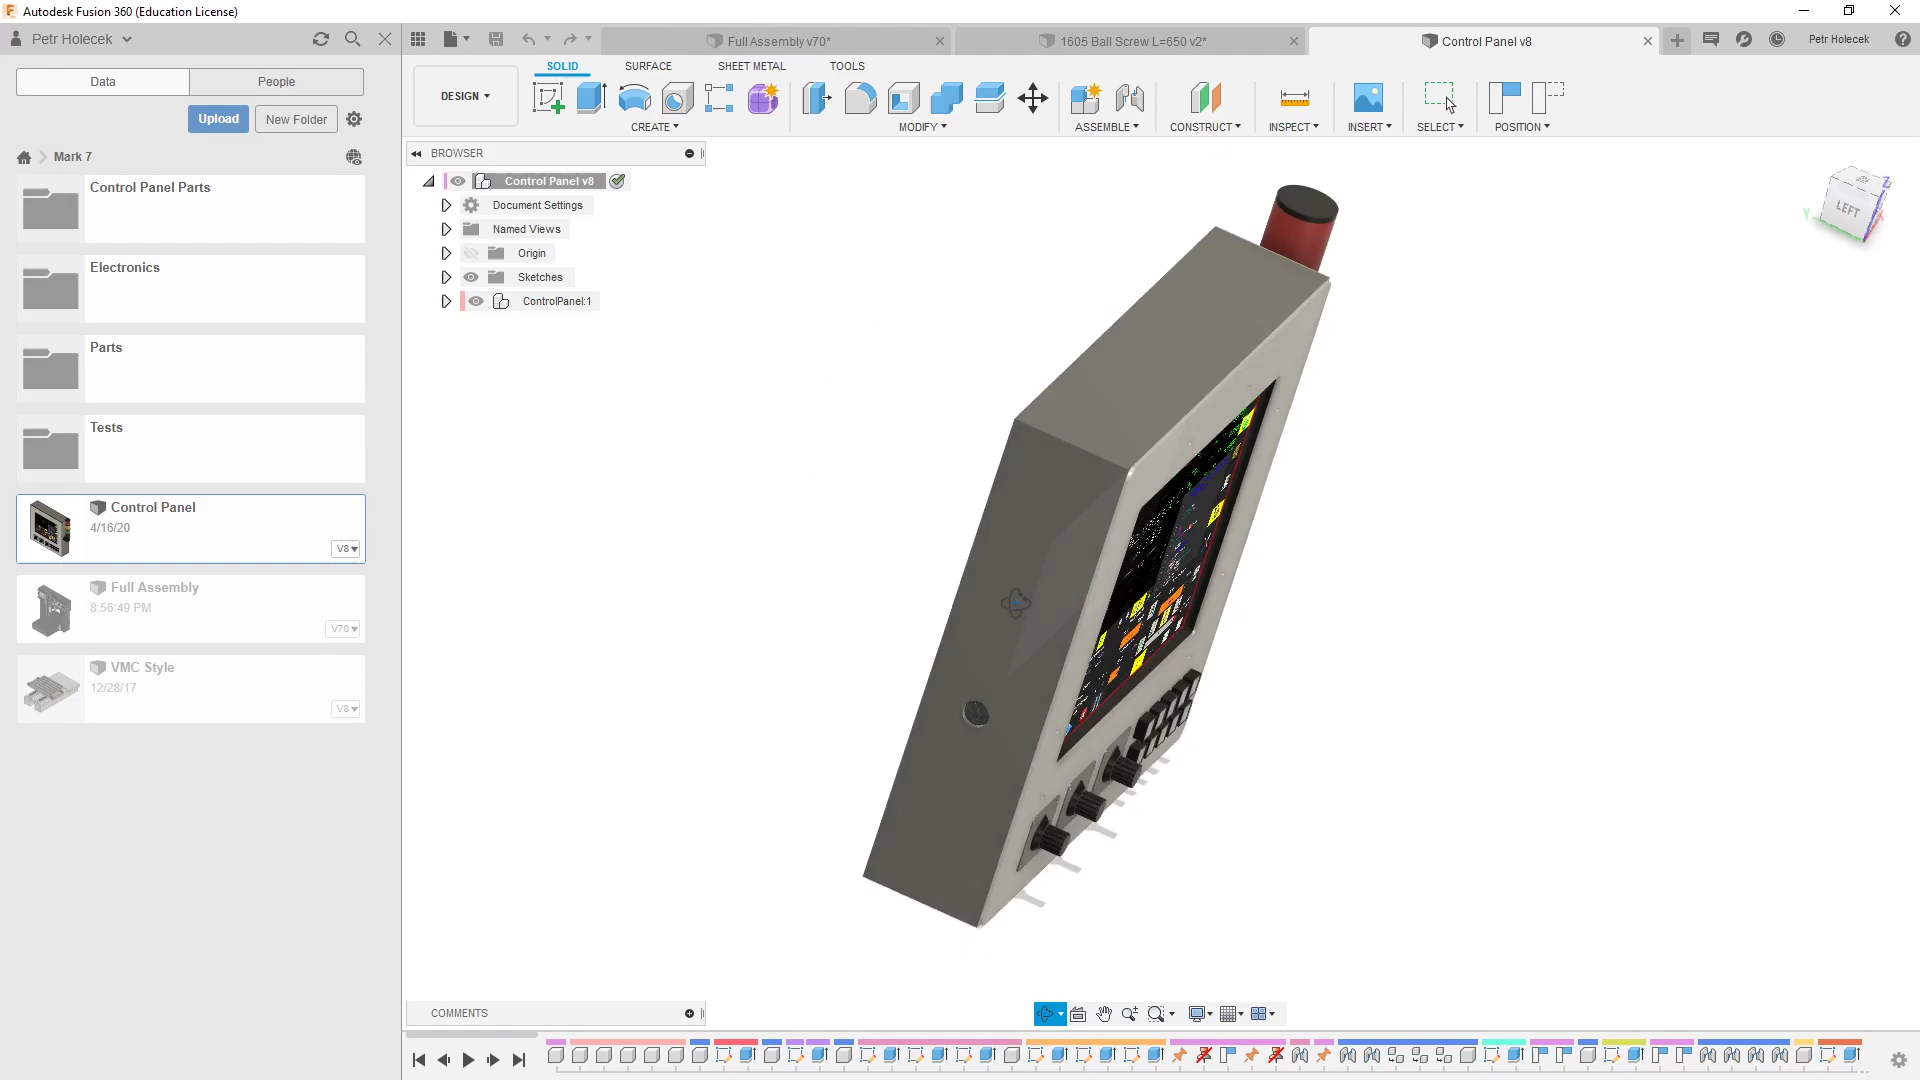 Autodesk Fusion 360 (Education License)
Petr Holecek
Full Assembly v70*
1605 Ball Screw L=650 v2*
Control Panel v8
Petr Holecek
Data
People
SOLID
SURFACE
SHEET METAL
TOOLS
DESIGN
Upload
New Folder
CREATE
MODIFY
ASSEMBLE
CONSTRUCT
INSPECT
INSERT
SELECT
POSITION
Mark 7
BROWSER
Control Panel v8
Document Settings
Named Views
Origin
Sketches
ControlPanel:1
Control Panel Parts
Electronics
Parts
Tests
Control Panel
4/16/20
V8
Full Assembly
8:56:49 PM
V70
VMC Style
12/28/17
V8
LEFT
Z
Y
X
COMMENTS